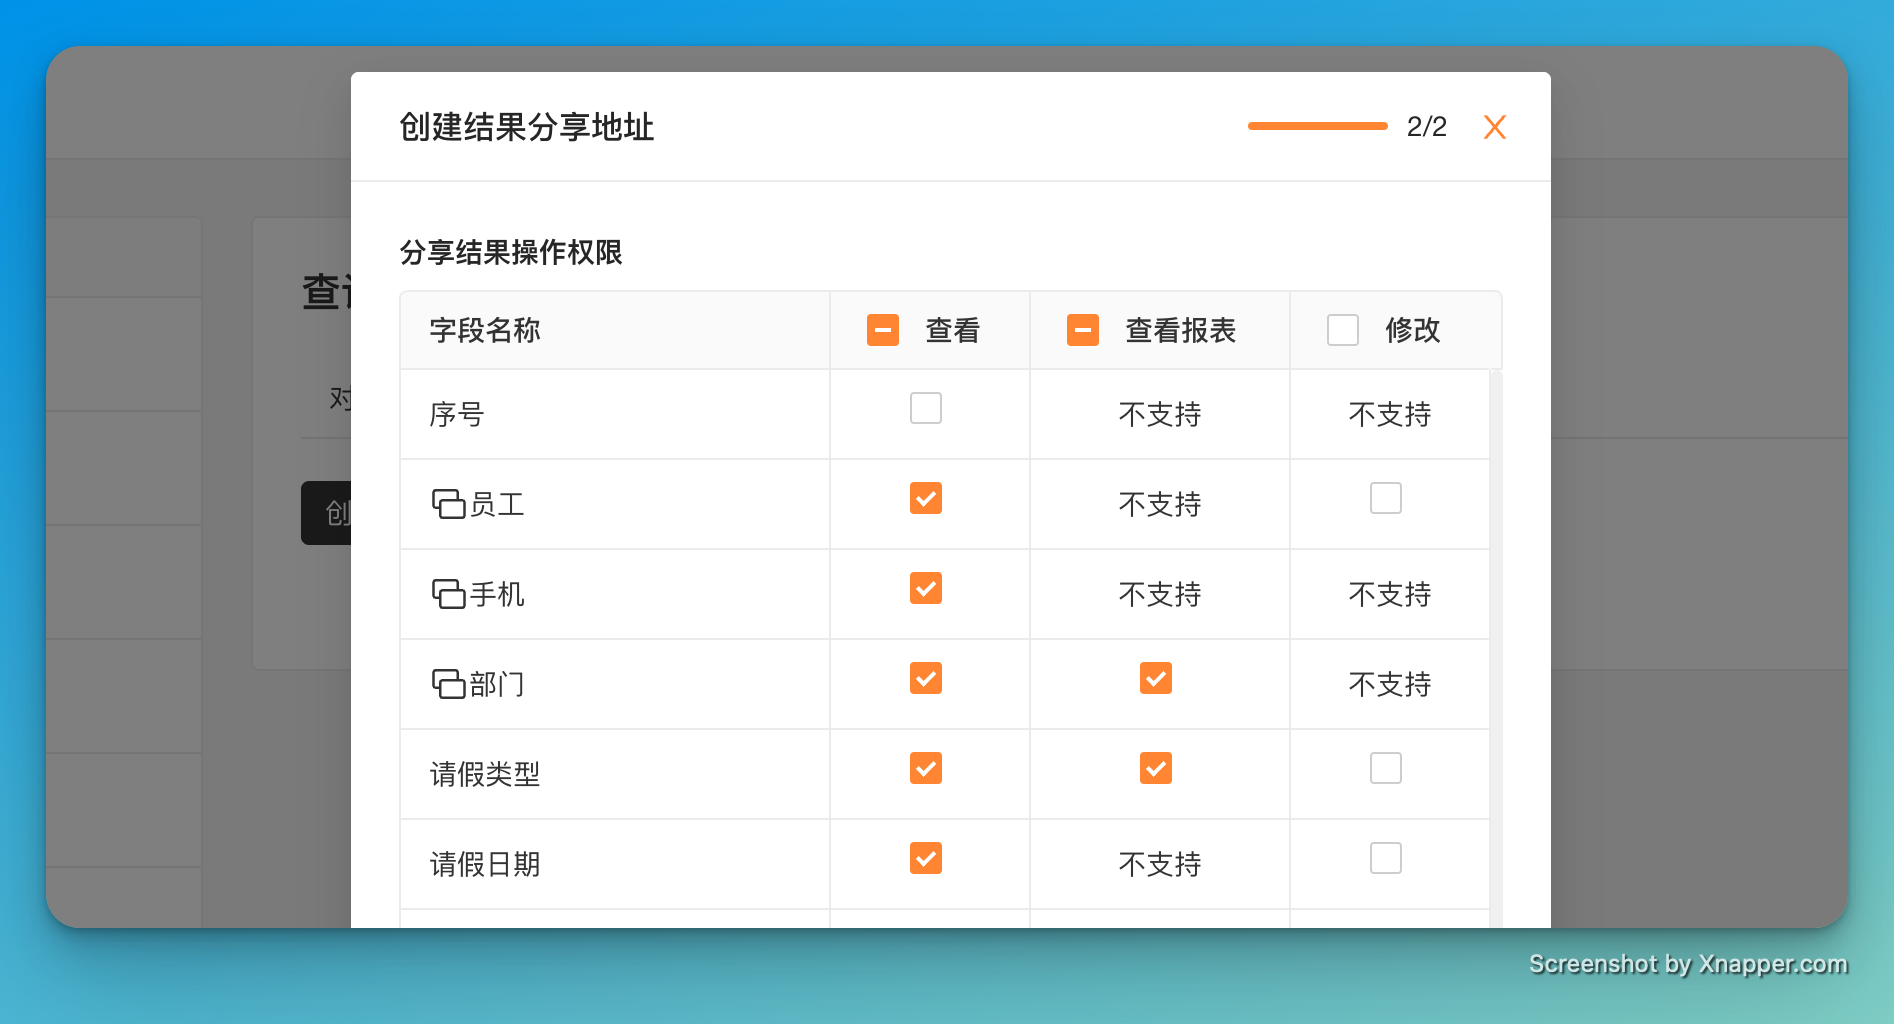 创建结果分享地址 2/2
分享结果操作权限
字段名称 查看 查看报表 修改
序号 不支持 不支持
员工 不支持
手机 不支持 不支持
部门 不支持
请假类型
请假日期 不支持
查
对
创
Screenshot by Xnapper.com